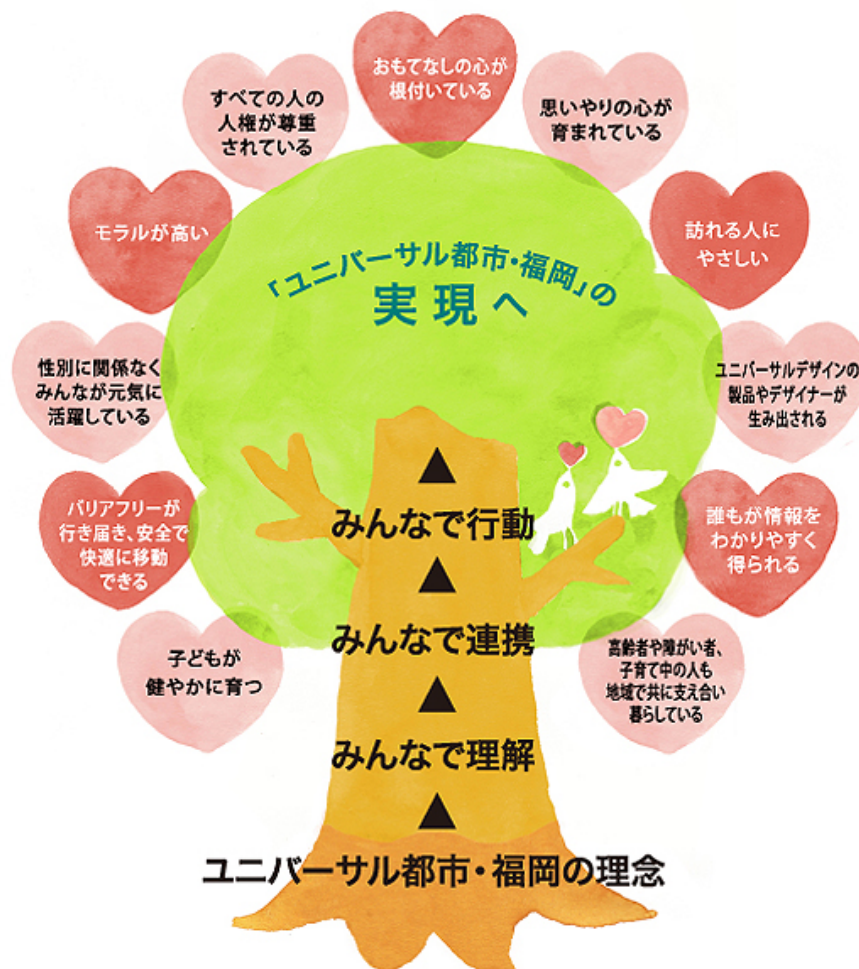 おもてなしの心が
根付いている
すべての人の
人権が尊重
されている
思いやりの心が
育まれている
モラルが高い
訪れる人に
やさしい
「ユニバーサル都市・福岡」の
実現へ
性別に関係なく
みんなが元気に
活躍している
ユニバーサルデザインの
製品やデザイナーが
生み出される
バリアフリーが
行き届き、安全で
快適に移動
できる
誰もが情報を
わかりやすく
得られる
子どもが
健やかに育つ
高齢者や障がい者、
子育て中の人も
地域で共に支え合い
暮らしている
▲
みんなで行動
▲
みんなで連携
▲
みんなで理解
▲
ユニバーサル都市・福岡の理念